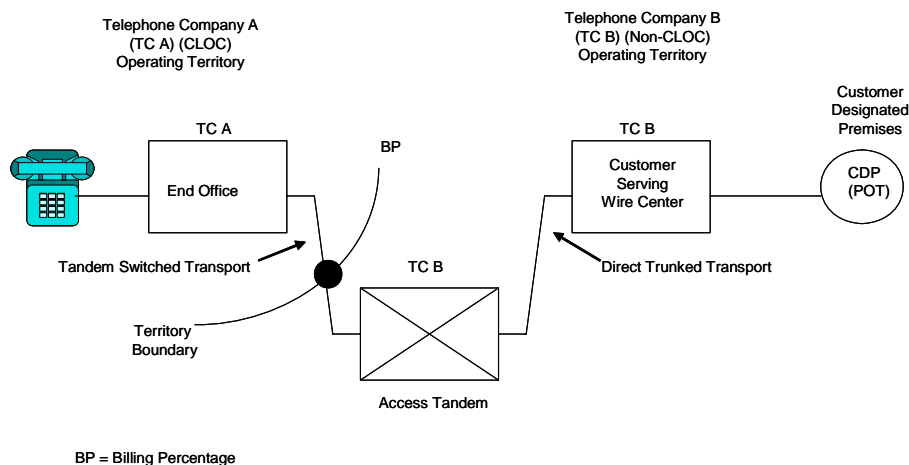 Telephone Company A
(TC A) (CLOC)
Operating Territory
Telephone Company B
(TC B) (Non-CLOC)
Operating Territory
Customer
Designated
Premises
TC A
BP
TC B
End Office
Customer
Serving
Wire Center
CDP
(POT)
Tandem Switched Transport
TC B
Direct Trunked Transport
Territory
Boundary
Access Tandem
BP = Billing Percentage